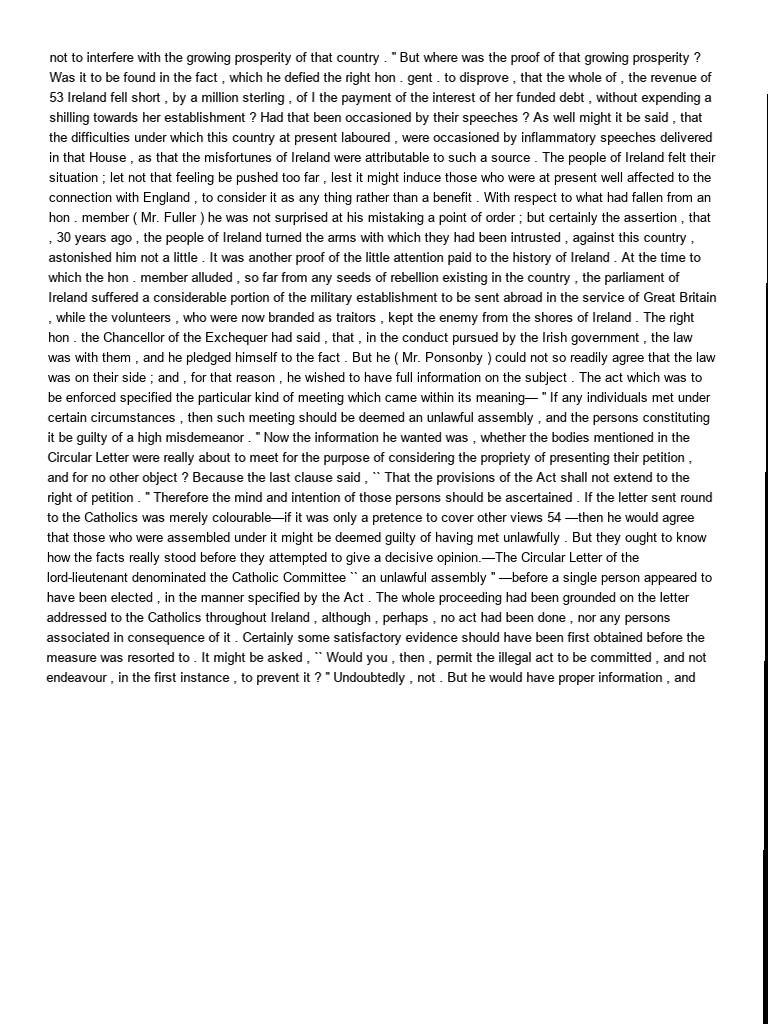 not to interfere with the growing prosperity of that country . " But where was the proof of that growing prosperity ?
Was it to be found in the fact , which he defied the right hon . gent . to disprove , that the whole of , the revenue of
53 Ireland fell short , by a million sterling , of I the payment of the interest of her funded debt , without expending a
shilling towards her establishment ? Had that been occasioned by their speeches ? As well might it be said , that
the difficulties under which this country at present laboured , were occasioned by inflammatory speeches delivered
in that House , as that the misfortunes of Ireland were attributable to such a source . The people of Ireland felt their
situation ; let not that feeling be pushed too far , lest it might induce those who were at present well affected to the
connection with England , to consider it as any thing rather than a benefit . With respect to what had fallen from an
hon . member ( Mr. Fuller ) he was not surprised at his mistaking a point of order ; but certainly the assertion , that
, 30 years ago , the people of Ireland turned the arms with which they had been intrusted , against this country ,
astonished him not a little . It was another proof of the little attention paid to the history of Ireland . At the time to
which the hon . member alluded , so far from any seeds of rebellion existing in the country , the parliament of
Ireland suffered a considerable portion of the military establishment to be sent abroad in the service of Great Britain
, while the volunteers , who were now branded as traitors , kept the enemy from the shores of Ireland . The right
hon . the Chancellor of the Exchequer had said , that , in the conduct pursued by the Irish government , the law
was with them , and he pledged himself to the fact . But he ( Mr. Ponsonby ) could not so readily agree that the law
was on their side ; and , for that reason , he wished to have full information on the subject . The act which was to
be enforced specified the particular kind of meeting which came within its meaning— " If any individuals met under
certain circumstances , then such meeting should be deemed an unlawful assembly , and the persons constituting
it be guilty of a high misdemeanor . " Now the information he wanted was , whether the bodies mentioned in the
Circular Letter were really about to meet for the purpose of considering the propriety of presenting their petition ,
and for no other object ? Because the last clause said , `` That the provisions of the Act shall not extend to the
right of petition . " Therefore the mind and intention of those persons should be ascertained . If the letter sent round
to the Catholics was merely colourable—if it was only a pretence to cover other views 54 —then he would agree
that those who were assembled under it might be deemed guilty of having met unlawfully . But they ought to know
how the facts really stood before they attempted to give a decisive opinion.—The Circular Letter of the
lord-lieutenant denominated the Catholic Committee `` an unlawful assembly " —before a single person appeared to
have been elected , in the manner specified by the Act . The whole proceeding had been grounded on the letter
addressed to the Catholics throughout Ireland , although , perhaps , no act had been done , nor any persons
associated in consequence of it . Certainly some satisfactory evidence should have been first obtained before the
measure was resorted to . It might be asked , `` Would you , then , permit the illegal act to be committed , and not
endeavour , in the first instance , to prevent it ? " Undoubtedly , not . But he would have proper information , and